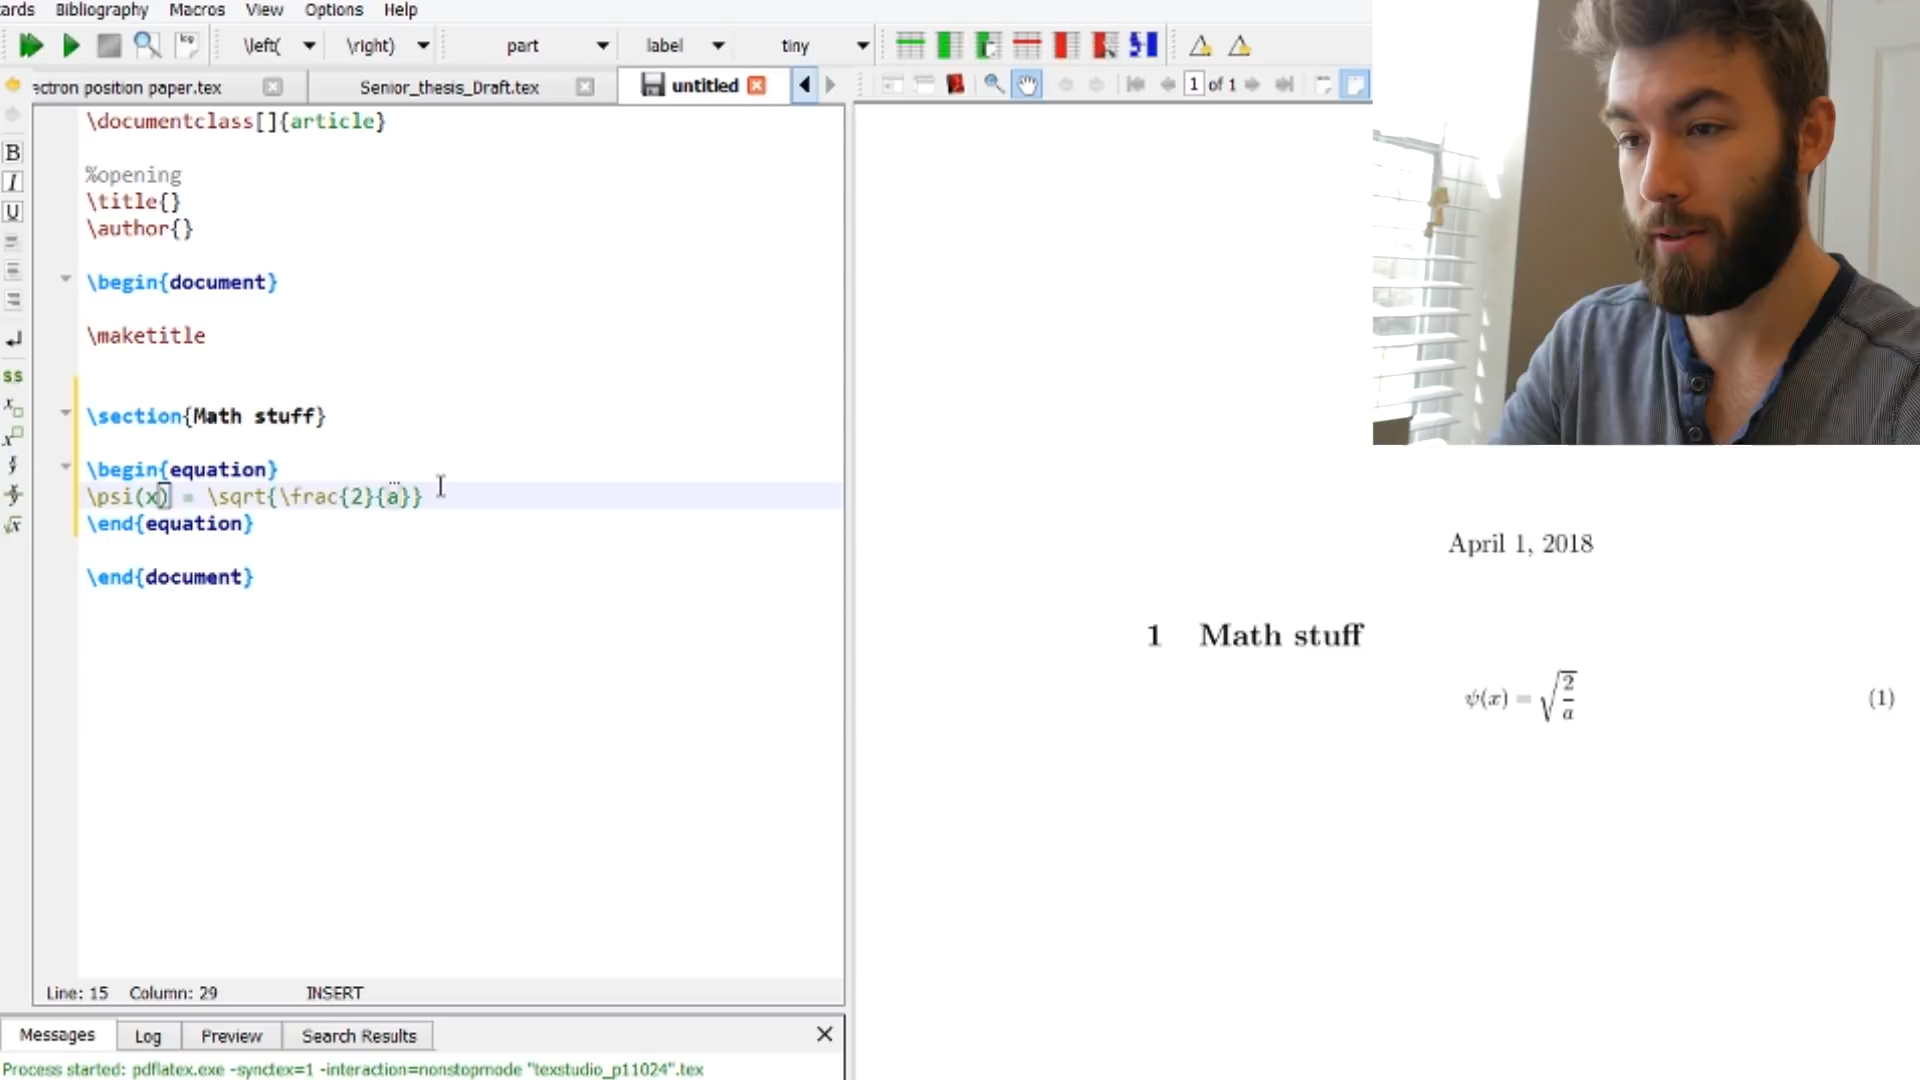 Bibliography Macros View Options Help
log \left( \right) part label tiny
ectron position paper.tex Senior_thesis_Draft.tex untitled 1 of 1
\documentclass[]{article}
%opening
\title{}
\author{}
\begin{document}
\maketitle
\section{Math stuff}
\begin{equation}
\psi(x) = \sqrt{\frac{2}{a}}
\end{equation}
\end{document}
B
I
U
Line: 15 Column: 29 INSERT
Messages Log Preview Search Results
Process started: pdflatex.exe -synctex=1 -interaction=nonstopmode "texstudio_p11024".tex
April 1, 2018
1 Math stuff
ψ(x) = √2/a (1)